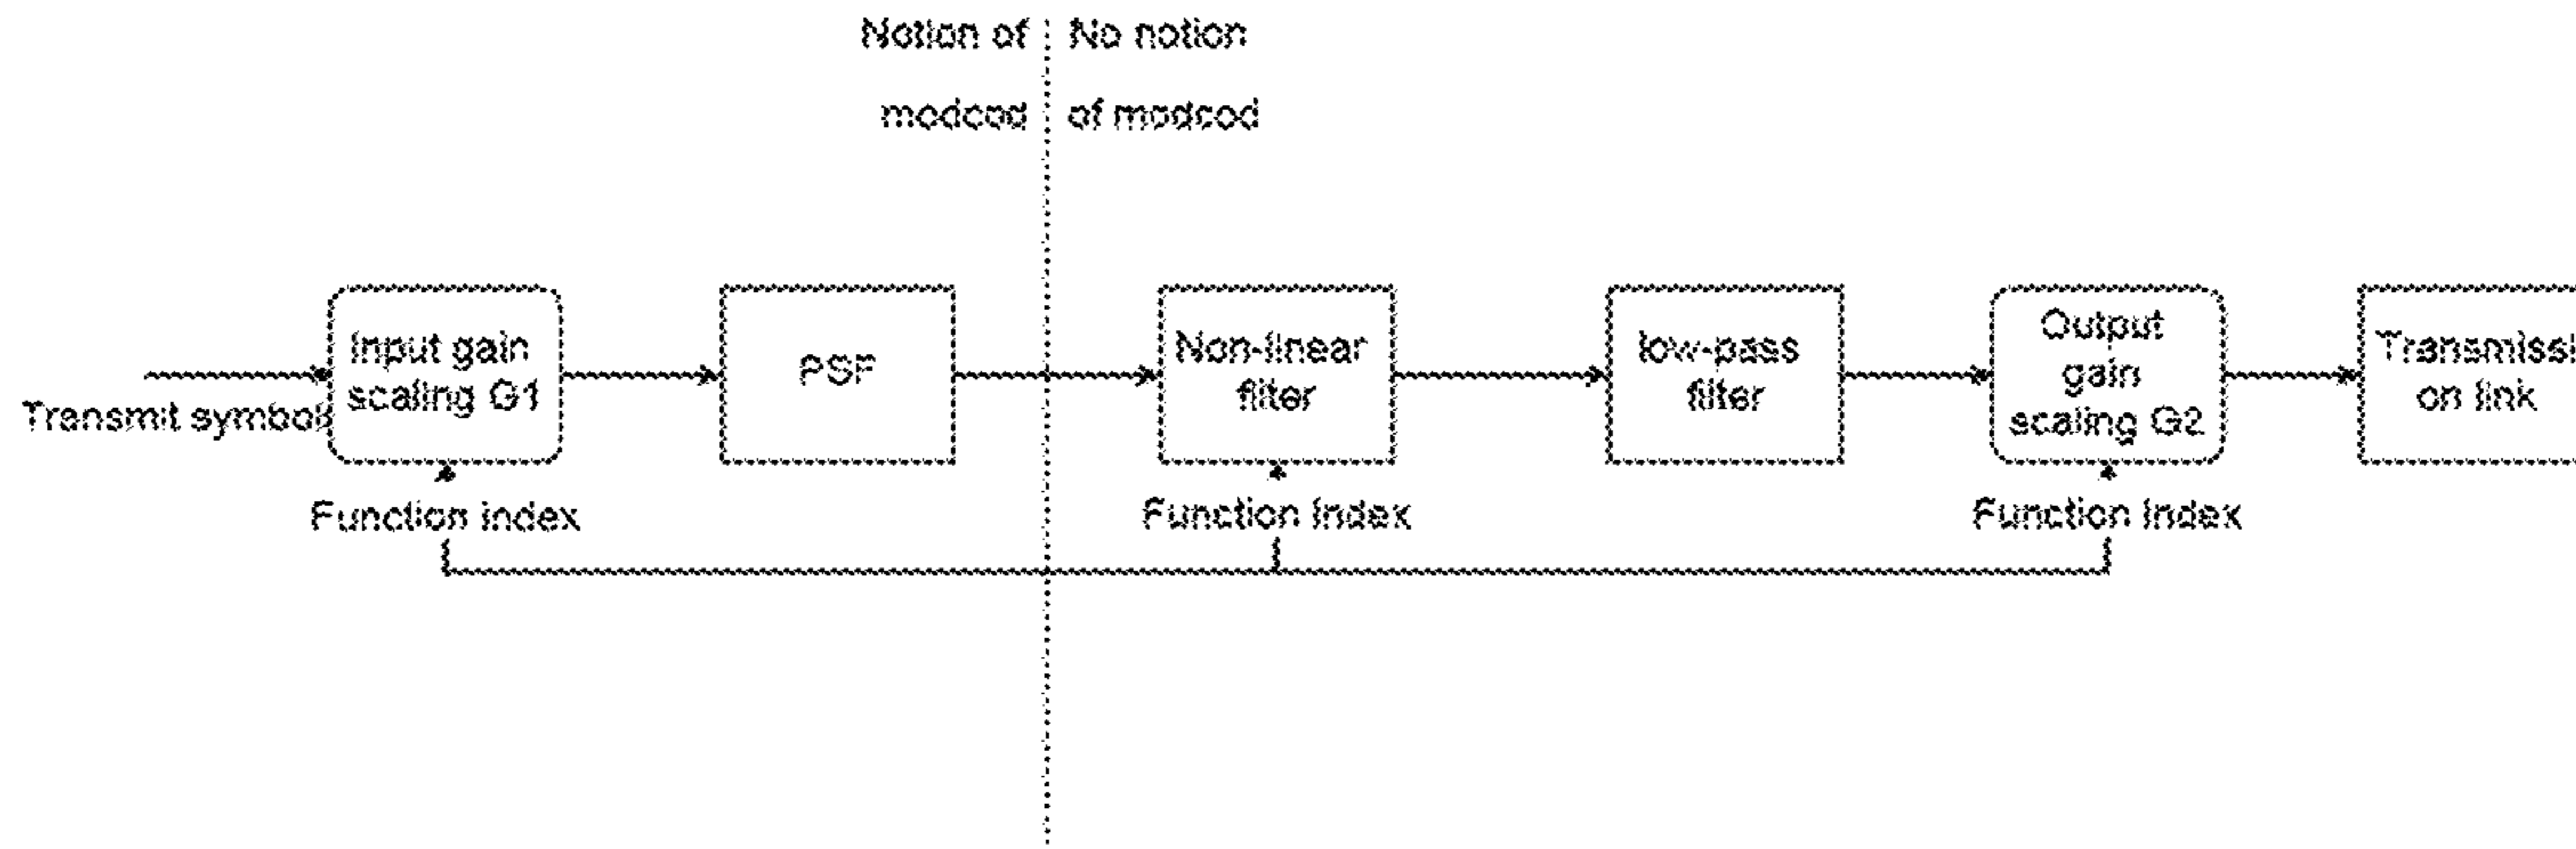 Notion of
No notion
modcod
of modcod
Transmit symbols
Input gain
scaling G1
PSF
Non-linear
filter
low-pass
filter
Output
gain
scaling G2
Transmissi
on link
Function index
Function index
Function index